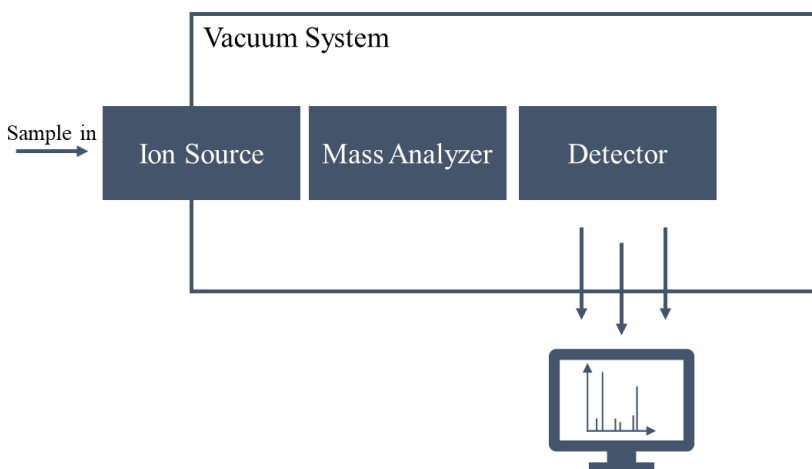 Vacuum System
Sample in
Ion Source
Mass Analyzer
Detector